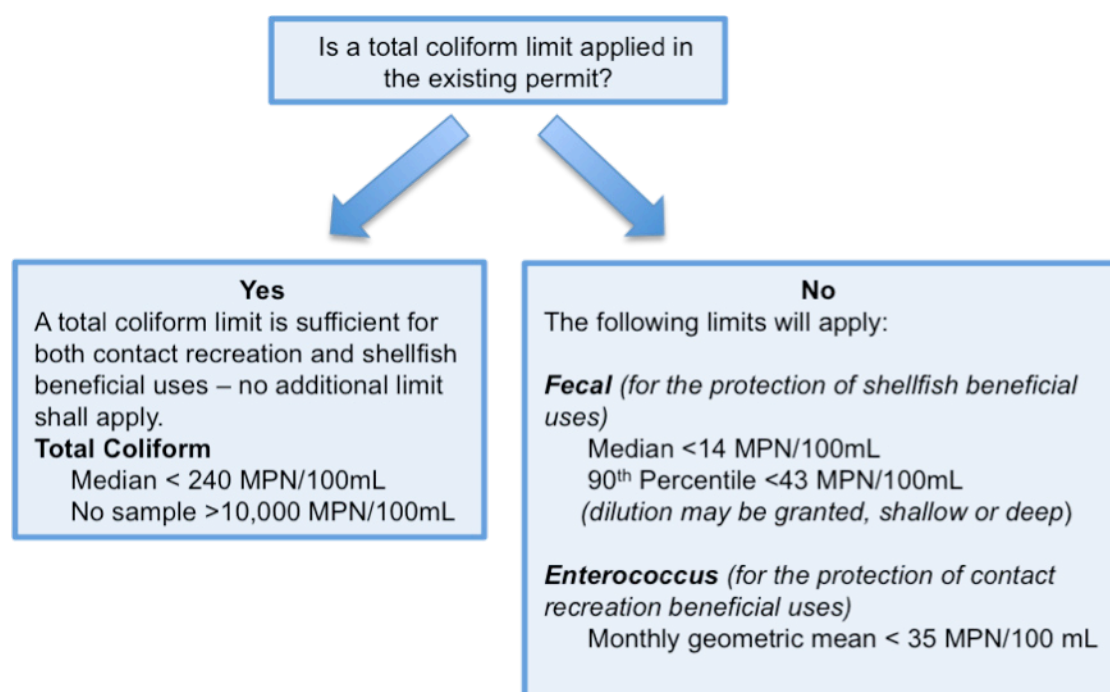 Is a total coliform limit applied in
the existing permit?
Yes
A total coliform limit is sufficient for
both contact recreation and shellfish
beneficial uses – no additional limit
shall apply.
Total Coliform
Median < 240 MPN/100mL
No sample >10,000 MPN/100mL
No
The following limits will apply:
Fecal (for the protection of shellfish beneficial
uses)
Median <14 MPN/100mL
90th Percentile <43 MPN/100mL
(dilution may be granted, shallow or deep)
Enterococcus (for the protection of contact
recreation beneficial uses)
Monthly geometric mean < 35 MPN/100 mL